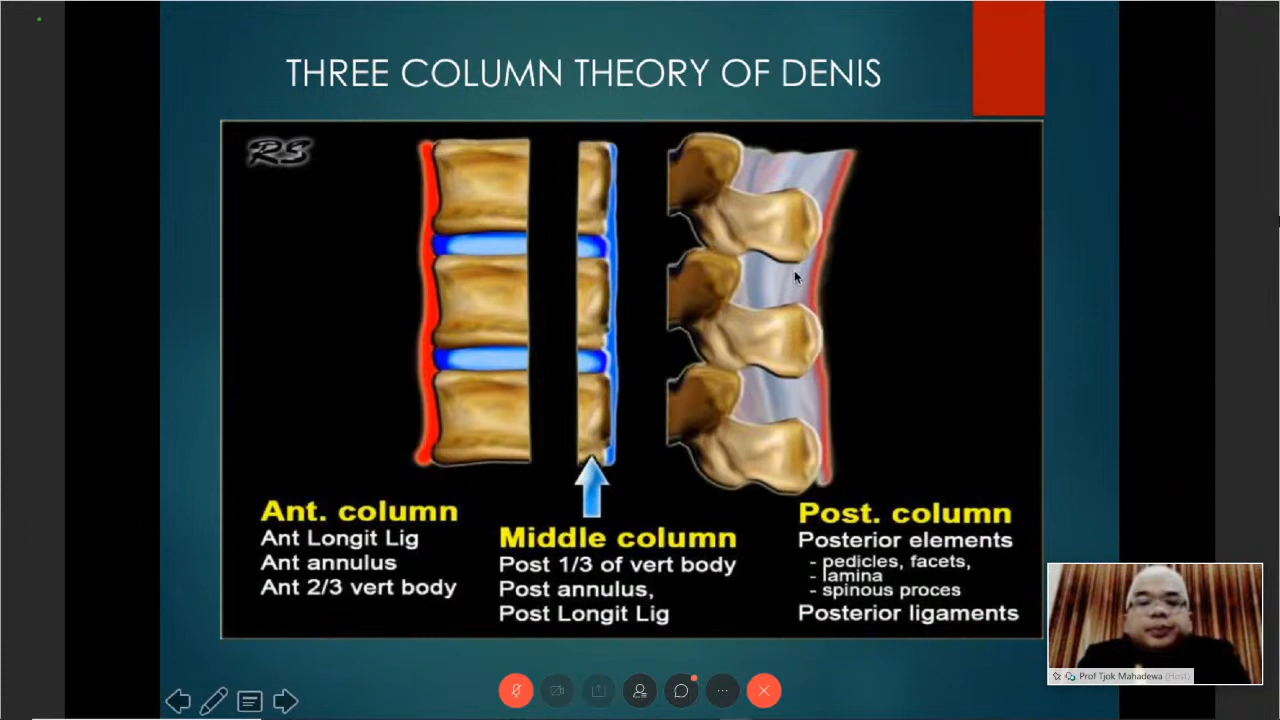 THREE COLUMN THEORY OF DENIS
RS
Ant. column
Ant Longit Lig
Ant annulus
Ant 2/3 vert body
Middle column
Post 1/3 of vert body
Post annulus,
Post Longit Lig
Post. column
Posterior elements
- pedicles, facets,
- lamina
- spinous proces
Posterior ligaments
Prof Tjok Mahadewa (Host)